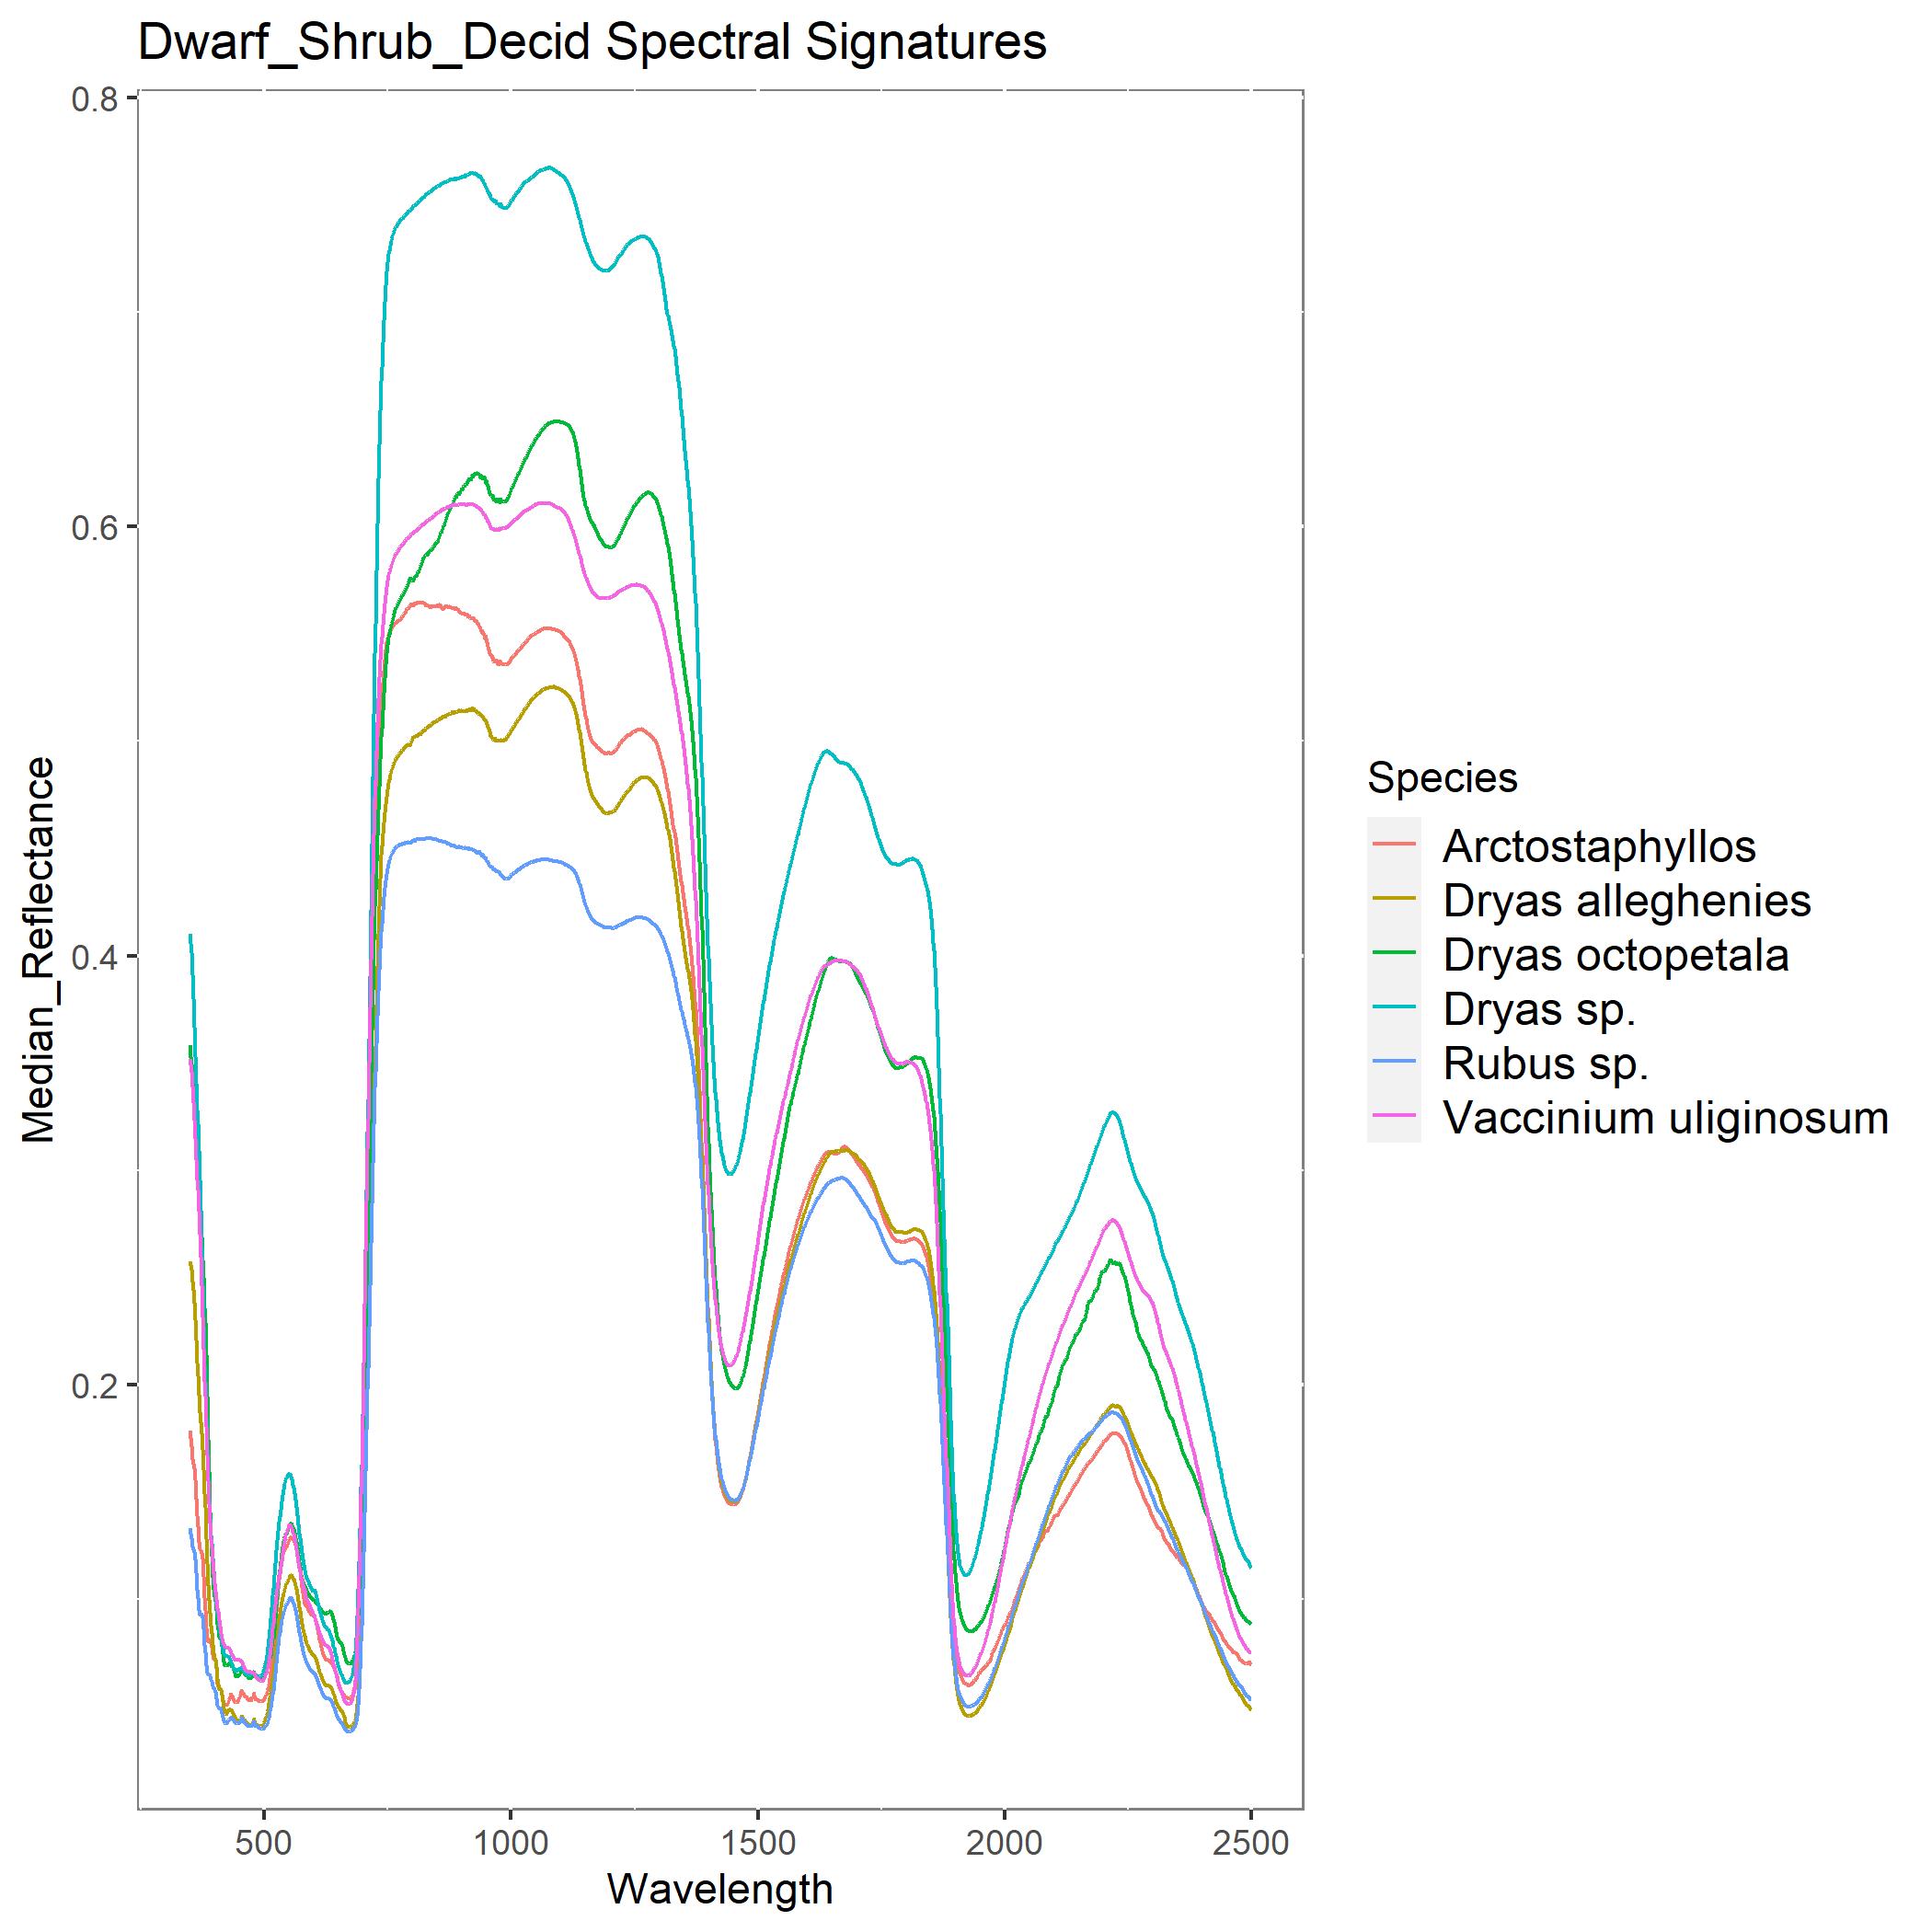 Dwarf_Shrub_Decid Spectral Signatures
0.8
0.6
0.4
0.2
Median_Reflectance
500 1000 1500 2000 2500
Wavelength
Species
Arctostaphyllos
Dryas alleghenies
Dryas octopetala
Dryas sp.
Rubus sp.
Vaccinium uliginosum